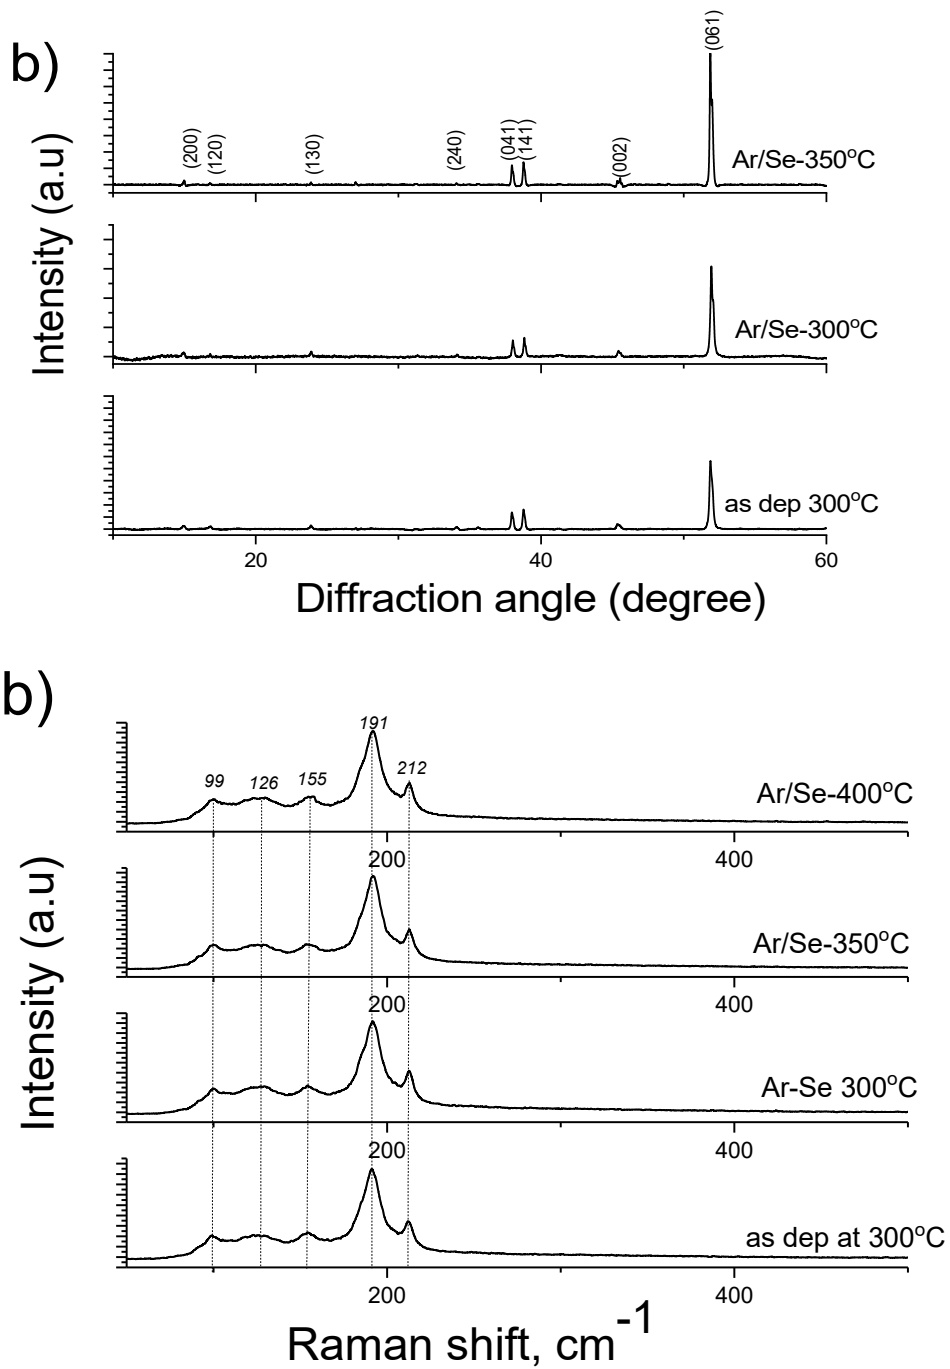 b)
(200)
(120)
(130)
(240)
(041)
(141)
(002)
(061)
Ar/Se-350°C
Ar/Se-300°C
as dep 300°C
Intensity (a.u)
20
40
60
Diffraction angle (degree)
b)
99
126
155
191
212
Ar/Se-400°C
200
400
Ar/Se-350°C
200
400
Ar-Se 300°C
200
400
as dep at 300°C
200
400
Intensity (a.u)
Raman shift, cm⁻¹